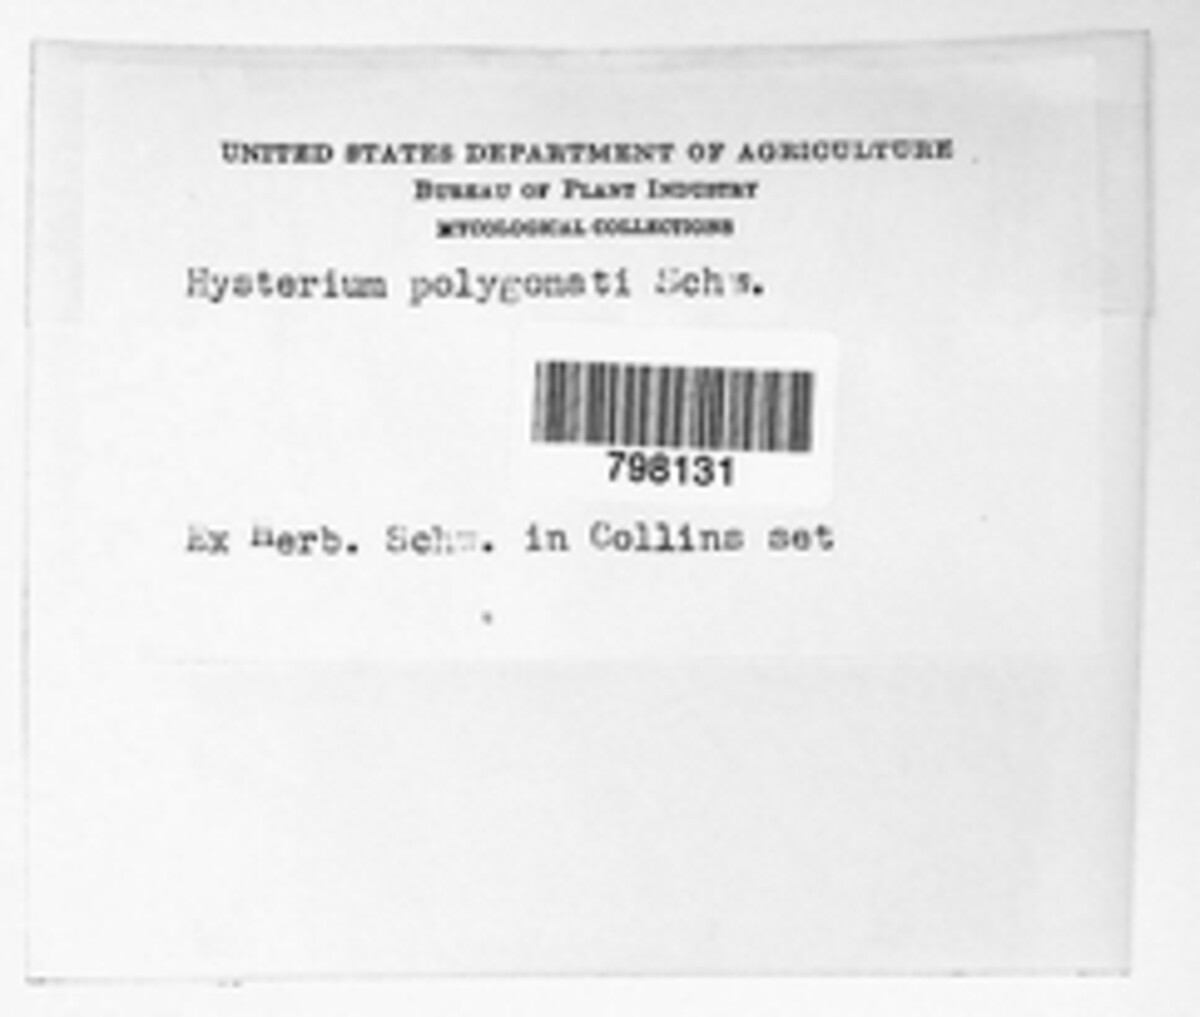 UNITED STATES DEPARTMENT OF AGRICULTURE
BUREAU OF PLANT INDUSTRY
MYCOLOGICAL COLLECTIONS
Hysterium polygonati Schw.
798131
Ex Herb. Schw. in Collins set